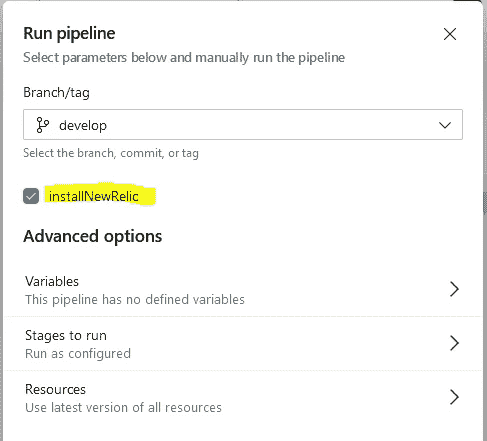 Run pipeline
Select parameters below and manually run the pipeline
Branch/tag
develop
Select the branch, commit, or tag
installNewRelic
Advanced options
Variables
This pipeline has no defined variables
Stages to run
Run as configured
Resources
Use latest version of all resources